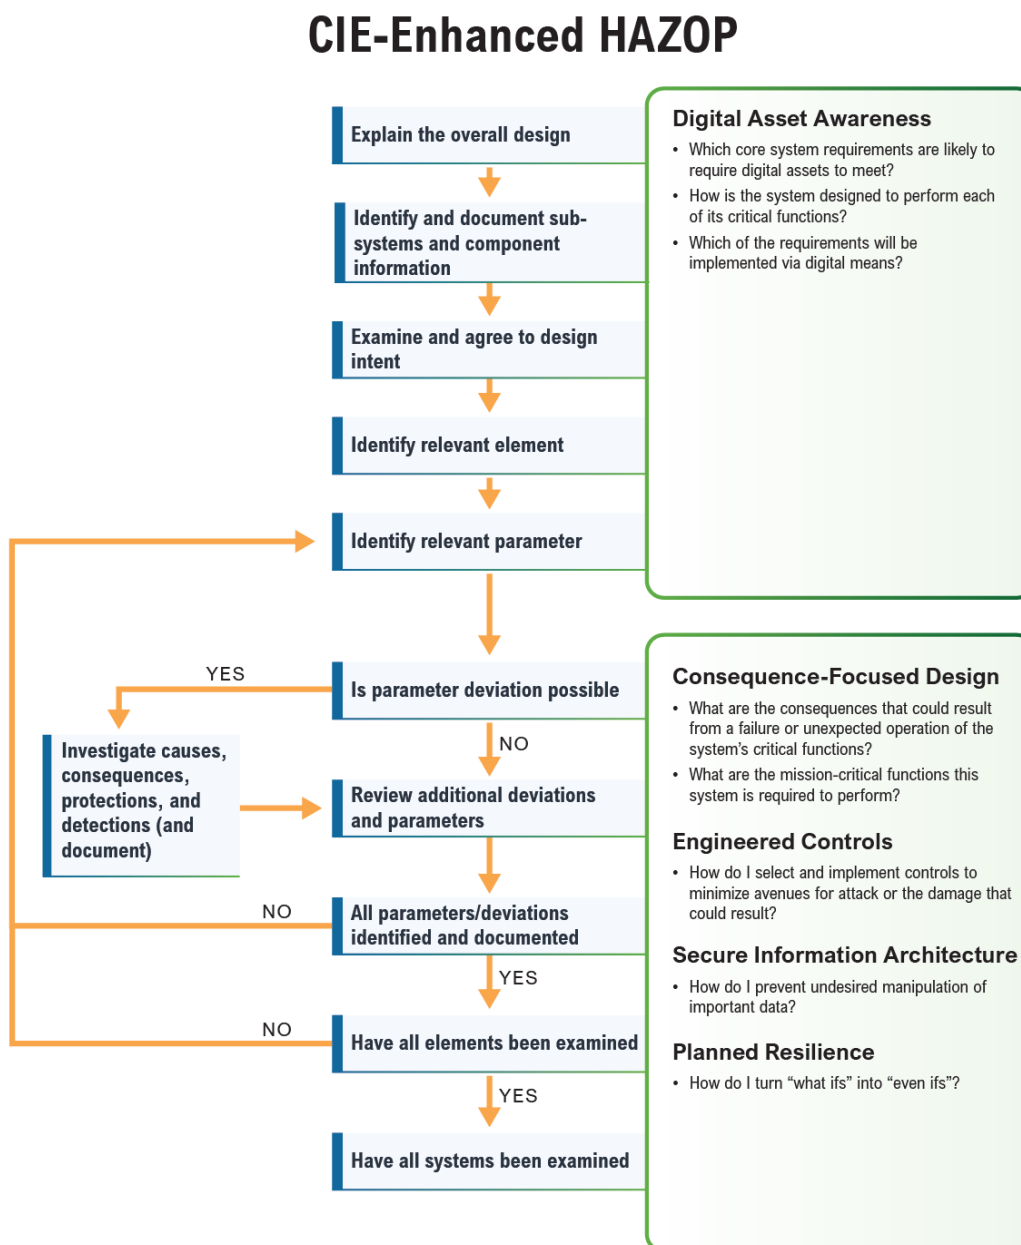 CIE-Enhanced HAZOP
Explain the overall design
Identify and document sub-
systems and component
information
Examine and agree to design
intent
Identify relevant element
Identify relevant parameter
YES
Is parameter deviation possible
NO
Investigate causes,
consequences,
protections, and
detections (and
document)
Review additional deviations
and parameters
NO
All parameters/deviations
identified and documented
YES
NO
Have all elements been examined
YES
Have all systems been examined
Digital Asset Awareness
• Which core system requirements are likely to
require digital assets to meet?
• How is the system designed to perform each
of its critical functions?
• Which of the requirements will be
implemented via digital means?
Consequence-Focused Design
• What are the consequences that could result
from a failure or unexpected operation of the
system’s critical functions?
• What are the mission-critical functions this
system is required to perform?
Engineered Controls
• How do I select and implement controls to
minimize avenues for attack or the damage that
could result?
Secure Information Architecture
• How do I prevent undesired manipulation of
important data?
Planned Resilience
• How do I turn “what ifs” into “even ifs”?